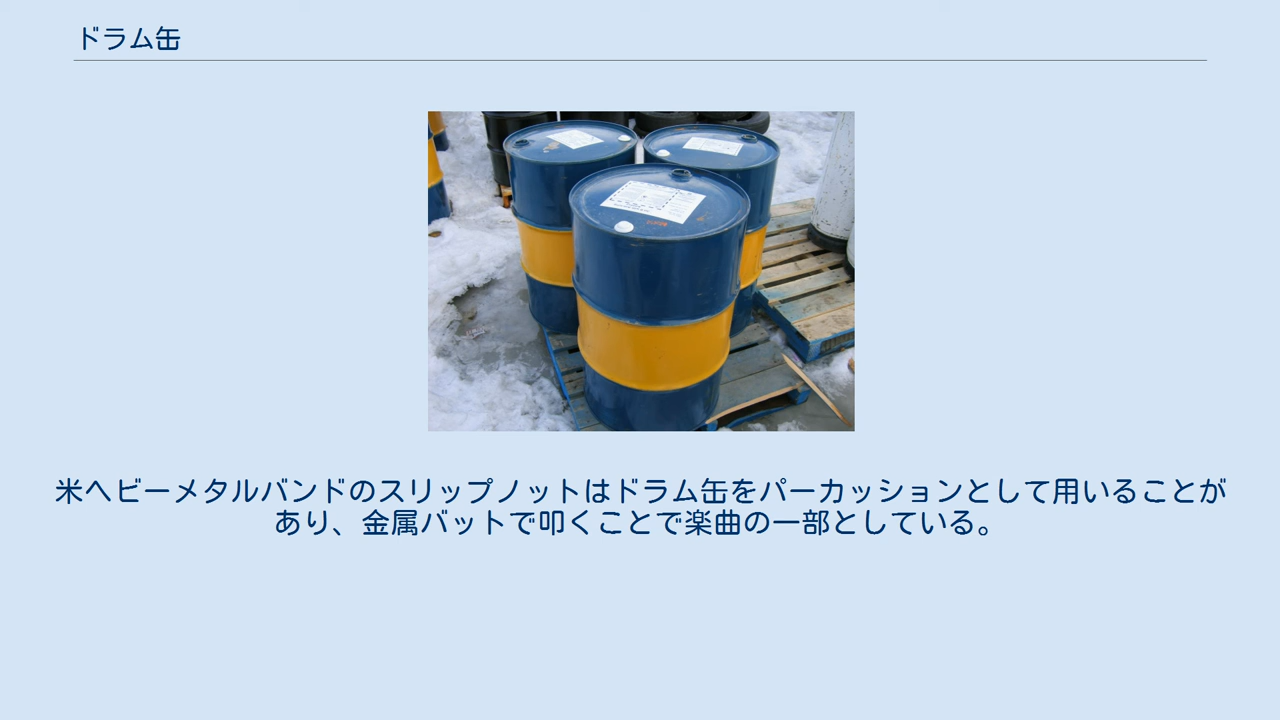 ドラム缶
米ヘビーメタルバンドのスリップノットはドラム缶をパーカッションとして用いることが
あり、金属バットで叩くことで楽曲の一部としている。